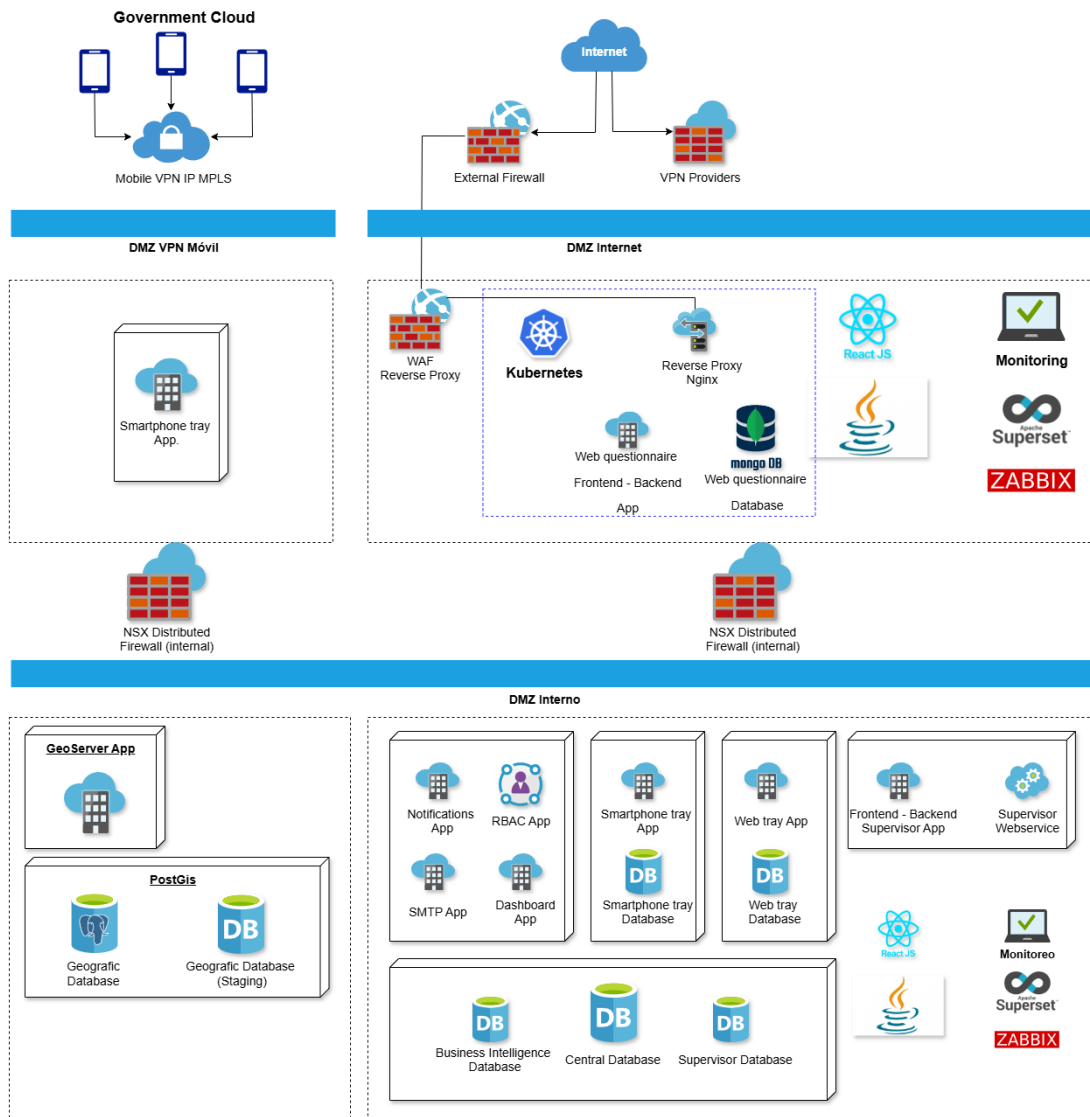 Government Cloud
Internet
Mobile VPN IP MPLS
External Firewall
VPN Providers
DMZ VPN Móvil
DMZ Internet
Smartphone tray
App.
WAF
Reverse Proxy
Kubernetes
Reverse Proxy
Nginx
Web questionnaire
Frontend - Backend
App
mongo DB
Web questionnaire
Database
React JS
Java
Monitoring
Apache
Superset™
ZABBIX
NSX Distributed
Firewall (internal)
NSX Distributed
Firewall (internal)
DMZ Interno
GeoServer App
PostGis
Geografic
Database
DB
Geografic Database
(Staging)
Notifications
App
RBAC App
SMTP App
Dashboard
App
Smartphone tray
App
DB
Smartphone tray
Database
Web tray App
DB
Web tray
Database
Frontend - Backend
Supervisor App
Supervisor
Webservice
DB
Business Intelligence
Database
DB
Central Database
DB
Supervisor Database
React JS
Monitoreo
Apache
Superset™
ZABBIX